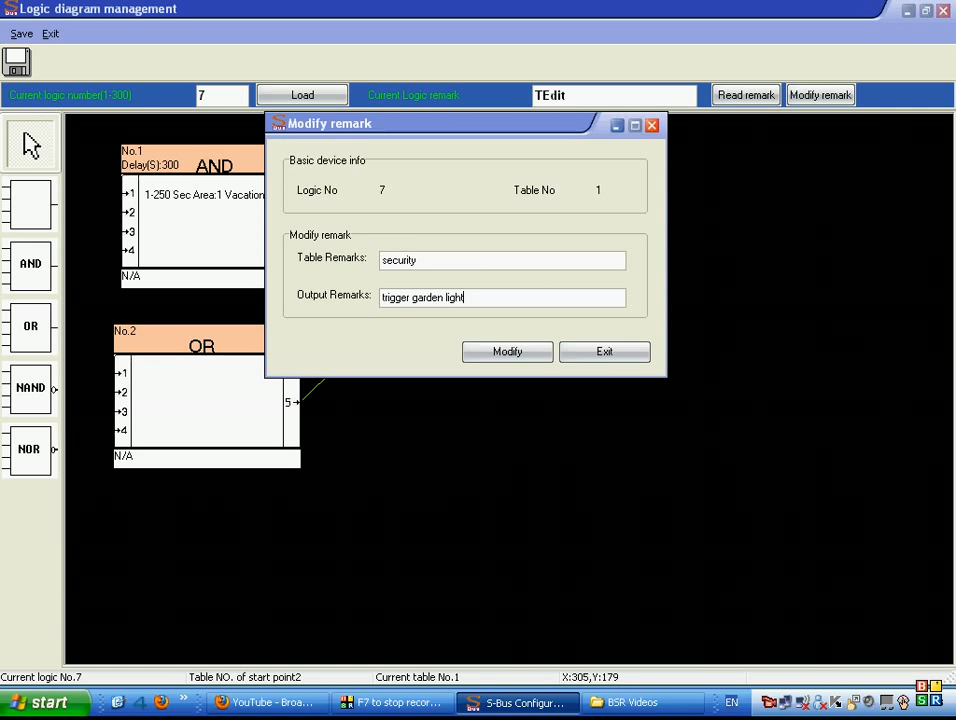 Logic diagram management
Save Exit
Current logic number(1-300) 7 Load Current Logic remark TEdit Read remark Modify remark
Modify remark
Basic device info
Logic No 7 Table No 1
Modify remark
Table Remarks: security
Output Remarks: trigger garden light
Modify Exit
No.1
Delay(S):300 AND
1 1-250 Sec Area:1 Vacation
2
3
4
N/A
No.2
OR
1
2
3
4
5
N/A
AND
OR
NAND
NOR
Current logic No.7 Table NO. of start point2 Current table No.1 X:305,Y:179
start YouTube - Broa... F7 to stop recor... S-Bus Configur... BSR Videos EN
B S R